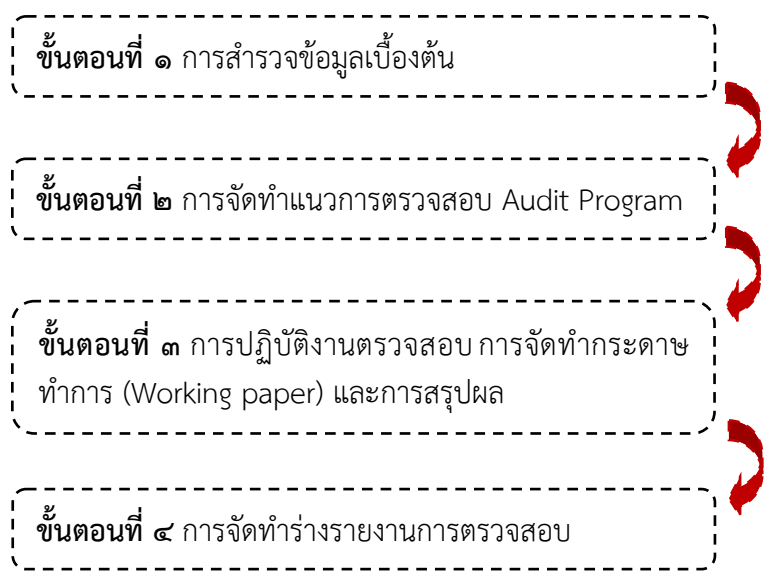 ขั้นตอนที่ ๑ การสำรวจข้อมูลเบื้องต้น
ขั้นตอนที่ ๒ การจัดทำแนวการตรวจสอบ Audit Program
ขั้นตอนที่ ๓ การปฏิบัติงานตรวจสอบ การจัดทำกระดาษ
ทำการ (Working paper) และการสรุปผล
ขั้นตอนที่ ๔ การจัดทำร่างรายงานการตรวจสอบ